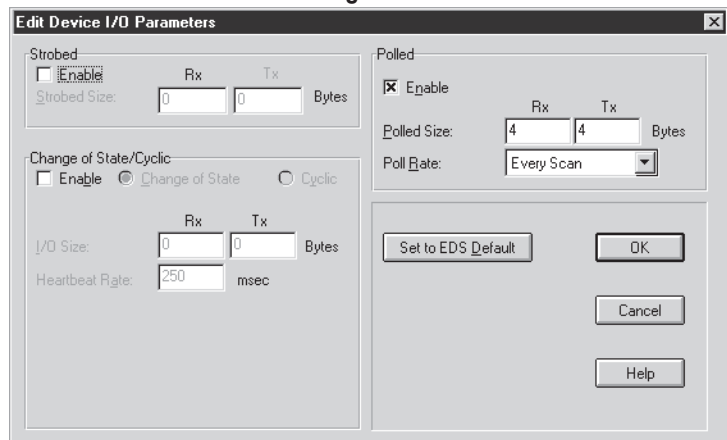 Edit Device I/O Parameters
Strobed
Enable
Rx Tx
Strobed Size: 0 0 Bytes
Change of State/Cyclic
Enable Change of State Cyclic
Rx Tx
I/O Size: 0 0 Bytes
Heartbeat Rate: 250 msec
Polled
Enable
Rx Tx
Polled Size: 4 4 Bytes
Poll Rate: Every Scan
Set to EDS Default
OK
Cancel
Help